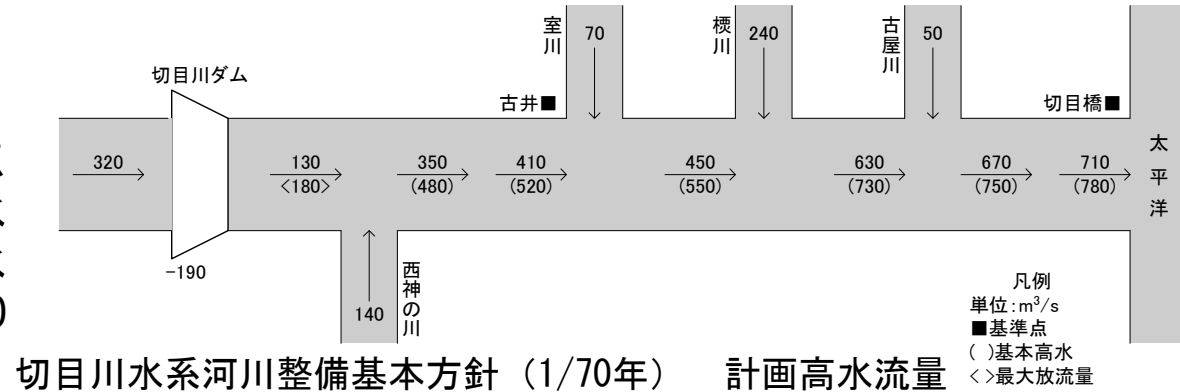 室川
70
楆川
240
古屋川
50
切目川ダム
古井■
切目橋■
320
130
<180>
350
(480)
410
(520)
450
(550)
630
(730)
670
(750)
710
(780)
太平洋
-190
140
西神の川
凡例
単位:m³/s
■基準点
( )基本高水
< >最大放流量
切目川水系河川整備基本方針（1/70年） 計画高水流量